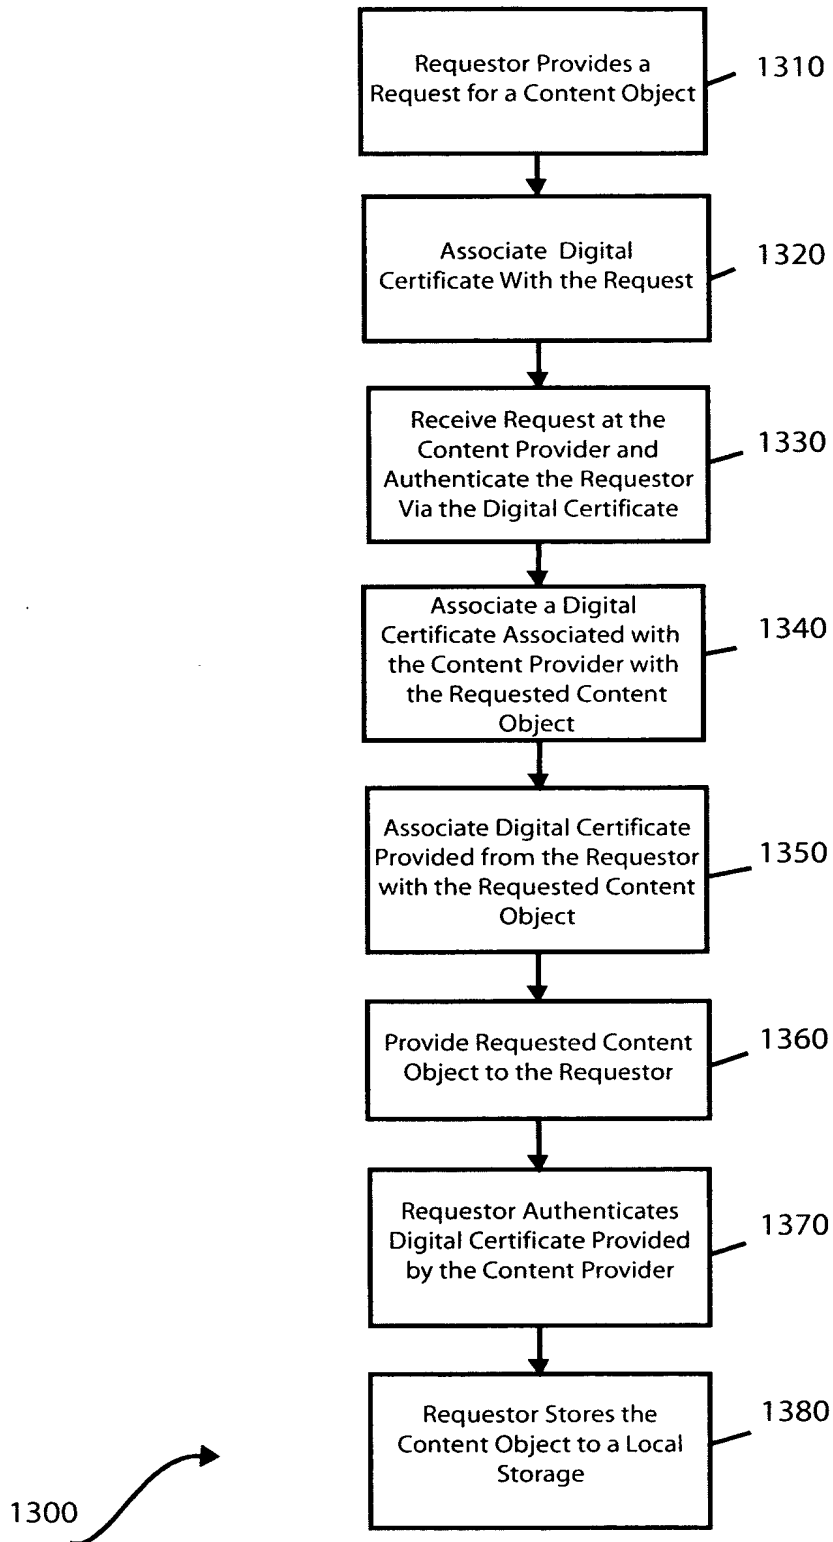 Requestor Provides a
Request for a Content Object
1310
Associate Digital
Certificate With the Request
1320
Receive Request at the
Content Provider and
Authenticate the Requestor
Via the Digital Certificate
1330
Associate a Digital
Certificate Associated with
the Content Provider with
the Requested Content
Object
1340
Associate Digital Certificate
Provided from the Requestor
with the Requested Content
Object
1350
Provide Requested Content
Object to the Requestor
1360
Requestor Authenticates
Digital Certificate Provided
by the Content Provider
1370
Requestor Stores the
Content Object to a Local
Storage
1380
1300